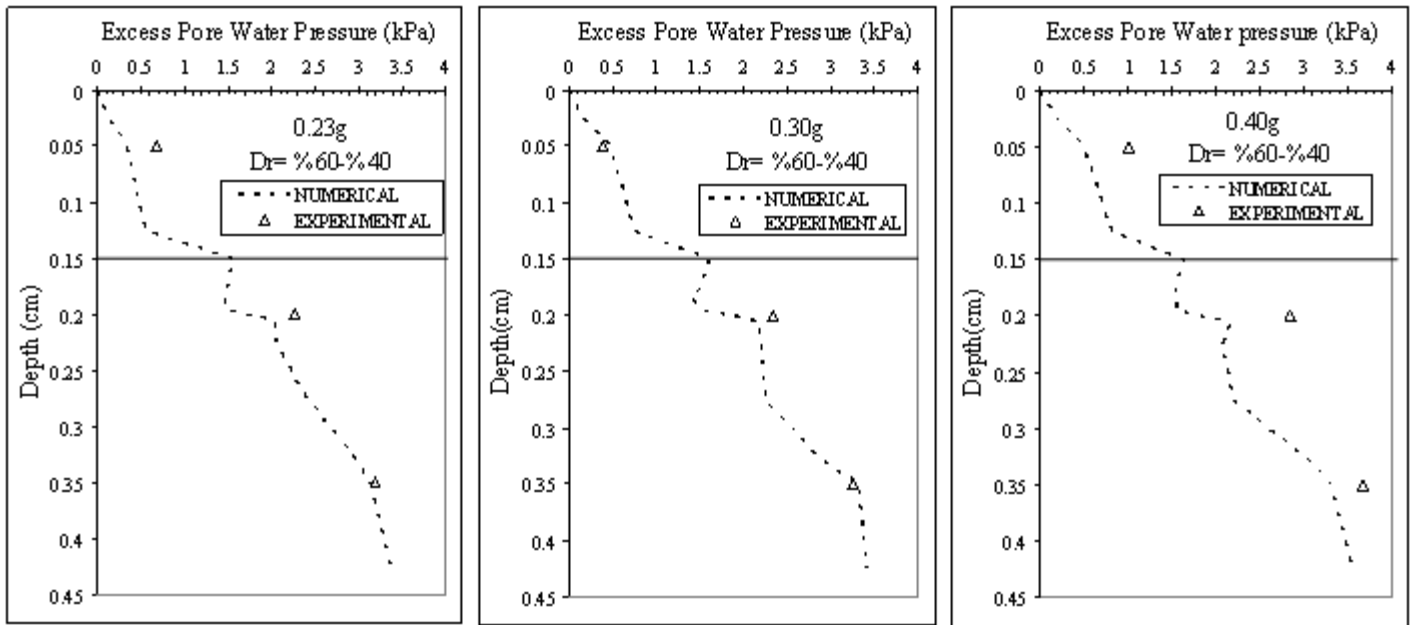 Excess Pore Water Pressure (kPa)
0 0.5 1 1.5 2 2.5 3 3.5 4
0
0.05
0.1
0.15
0.2
0.25
0.3
0.35
0.4
0.45
Depth (cm)
0.23g
Dr= %60-%40
NUMERICAL
EXPERIMENTAL
Excess Pore Water Pressure (kPa)
0 0.5 1 1.5 2 2.5 3 3.5 4
0
0.05
0.1
0.15
0.2
0.25
0.3
0.35
0.4
0.45
Depth(cm)
0.30g
Dr= %60-%40
NUMERICAL
EXPERIMENTAL
Excess Pore Water pressure (kPa)
0 0.5 1 1.5 2 2.5 3 3.5 4
0
0.05
0.1
0.15
0.2
0.25
0.3
0.35
0.4
0.45
Depth(cm)
0.40g
Dr= %60-%40
NUMERICAL
EXPERIMENTAL